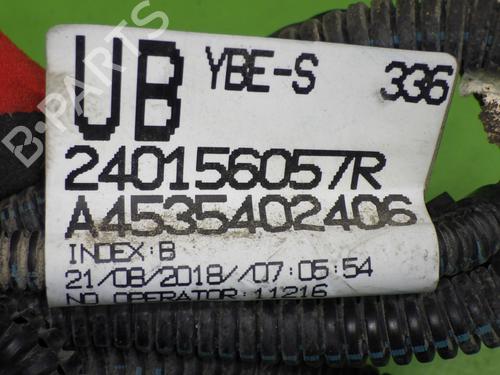 UB YBE-S 336
240156057R
A4535402406
INDEX:B
21/08/2018//07:05:54
NO OPERATOR:11216
B-PARTS